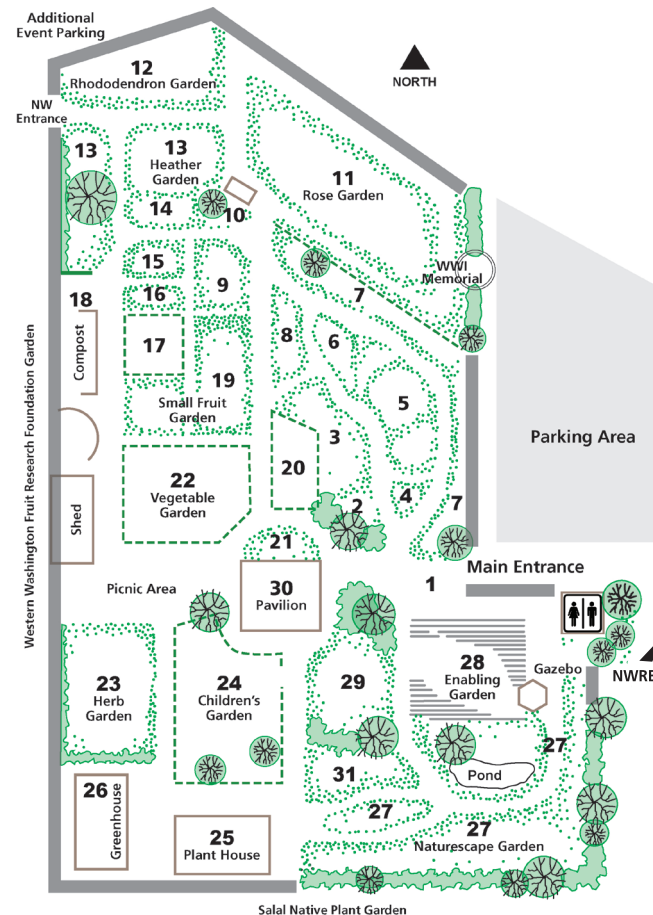 Additional
Event Parking
NORTH
12
Rhododendron Garden
NW
Entrance
13
13
Heather
Garden
11
Rose Garden
14
10
WWI
Memorial
15
9
7
16
18
17
8
6
Compost
19
5
Small Fruit
Garden
3
Parking Area
20
22
Vegetable
Garden
4
7
2
Shed
21
Western Washington Fruit Research Foundation Garden
Main Entrance
1
Picnic Area
30
Pavilion
28
Enabling
Garden
Gazebo
NWRE
23
Herb
Garden
24
Children's
Garden
29
27
31
Pond
26
Greenhouse
27
25
Plant House
27
Naturescape Garden
Salal Native Plant Garden